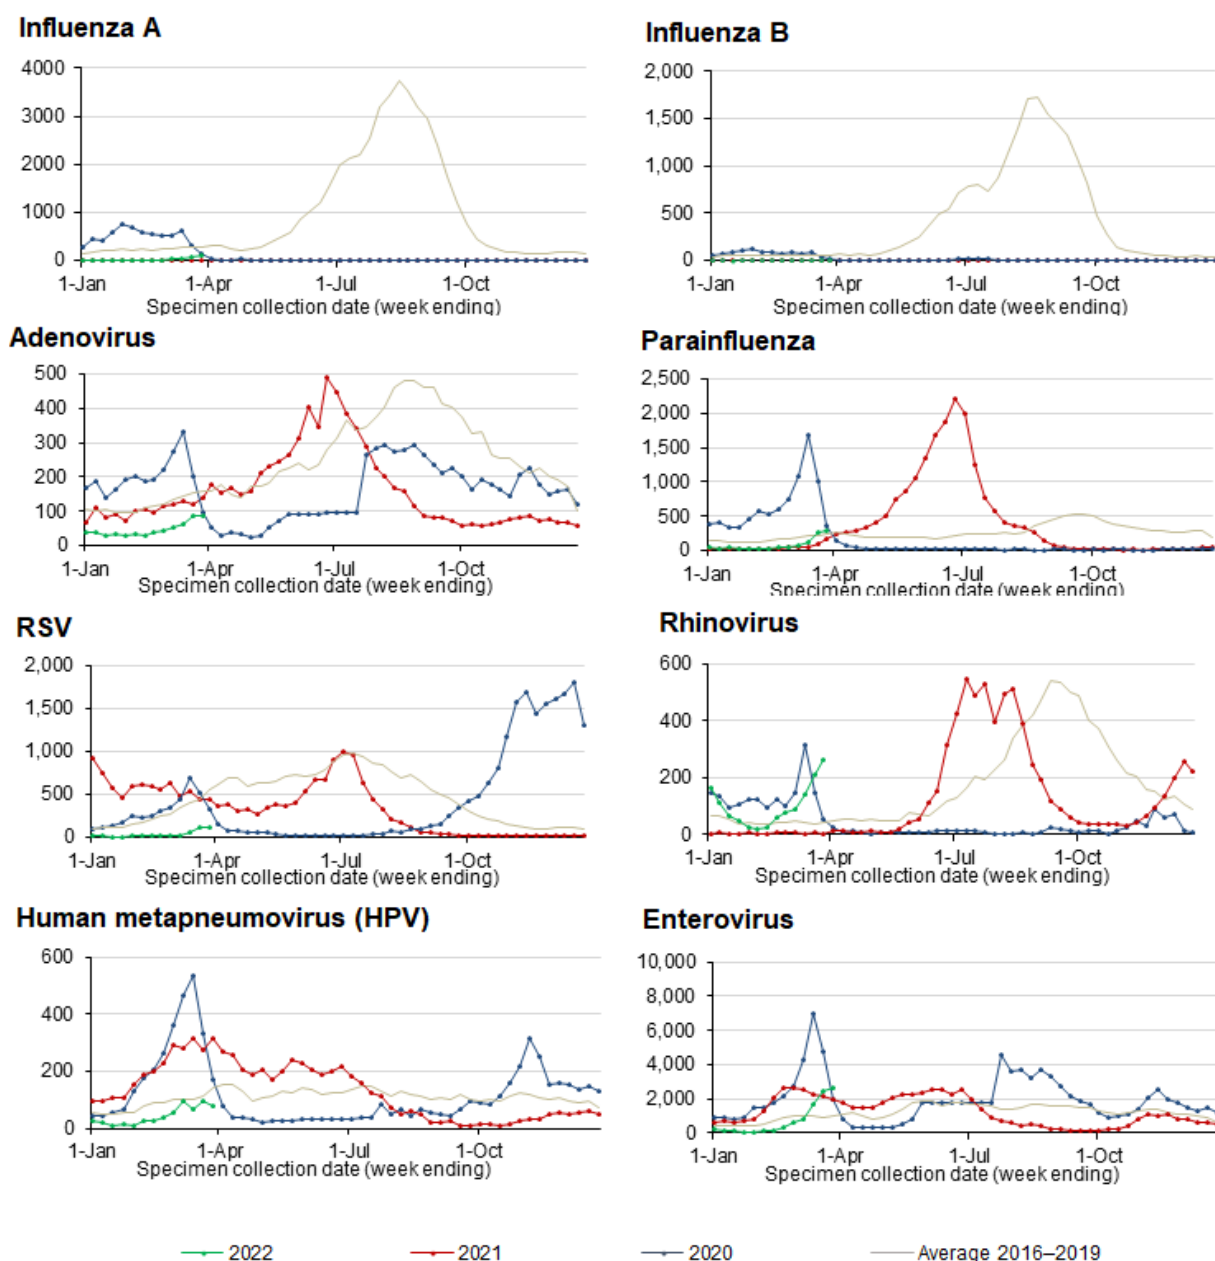 Influenza A
4000
3000
2000
1000
0
1-Jan 1-Apr 1-Jul 1-Oct
Specimen collection date (week ending)
Influenza B
2,000
1,500
1,000
500
0
1-Jan 1-Apr 1-Jul 1-Oct
Specimen collection date (week ending)
Adenovirus
500
400
300
200
100
0
1-Jan 1-Apr 1-Jul 1-Oct
Specimen collection date (week ending)
Parainfluenza
2,500
2,000
1,500
1,000
500
0
1-Jan 1-Apr 1-Jul 1-Oct
Specimen collection date (week ending)
RSV
2,000
1,500
1,000
500
0
1-Jan 1-Apr 1-Jul 1-Oct
Specimen collection date (week ending)
Rhinovirus
600
400
200
0
1-Jan 1-Apr 1-Jul 1-Oct
Specimen collection date (week ending)
Human metapneumovirus (HPV)
600
400
200
0
1-Jan 1-Apr 1-Jul 1-Oct
Specimen collection date (week ending)
Enterovirus
10,000
8,000
6,000
4,000
2,000
0
1-Jan 1-Apr 1-Jul 1-Oct
Specimen collection date (week ending)
2022 2021 2020 Average 2016–2019